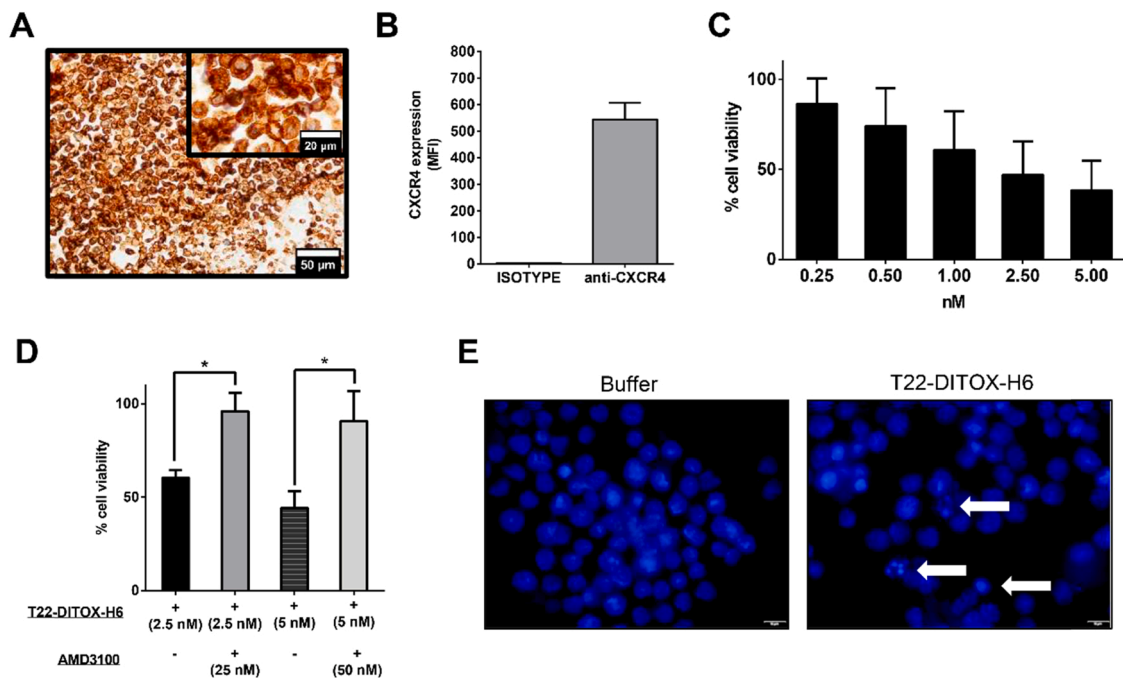 A
20 µm
50 µm
B
CXCR4 expression
(MFI)
800
700
600
500
400
300
200
100
0
ISOTYPE anti-CXCR4
C
% cell viability
100
50
0
0.25 0.50 1.00 2.50 5.00
nM
D
% cell viability
100
50
0
* *
T22-DITOX-H6 + + + +
(2.5 nM) (2.5 nM) (5 nM) (5 nM)
AMD3100 - + - +
(25 nM) (50 nM)
E
Buffer T22-DITOX-H6